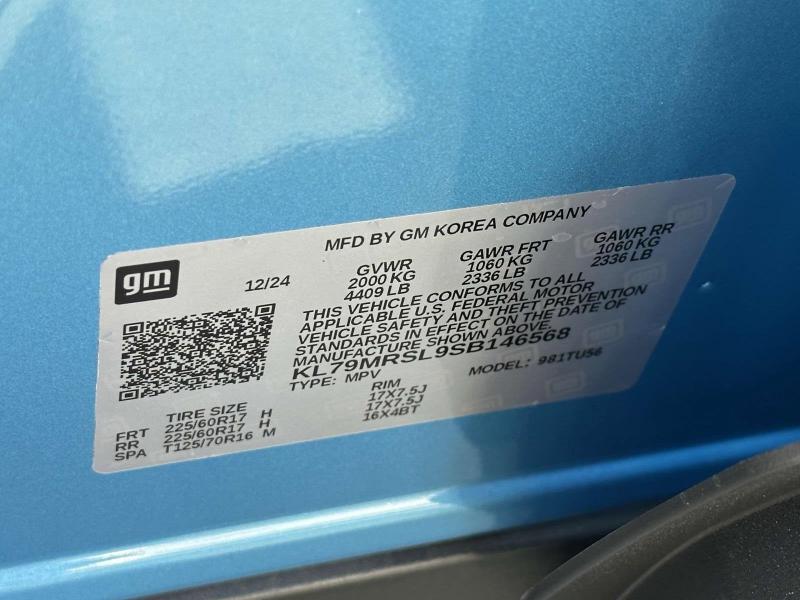 MFD BY GM KOREA COMPANY
gm
12/24
GVWR GAWR FRT GAWR RR
2000 KG 1060 KG 1060 KG
4409 LB 2336 LB 2336 LB
THIS VEHICLE CONFORMS TO ALL
APPLICABLE U.S. FEDERAL MOTOR
VEHICLE SAFETY AND THEFT PREVENTION
STANDARDS IN EFFECT ON THE DATE OF
MANUFACTURE SHOWN ABOVE.
KL79MRSL9SB146568
TYPE: MPV MODEL: 981TU56
TIRE SIZE RIM
FRT 225/60R17 H 17X7.5J
RR 225/60R17 H 17X7.5J
SPA T125/70R16 M 16X4BT